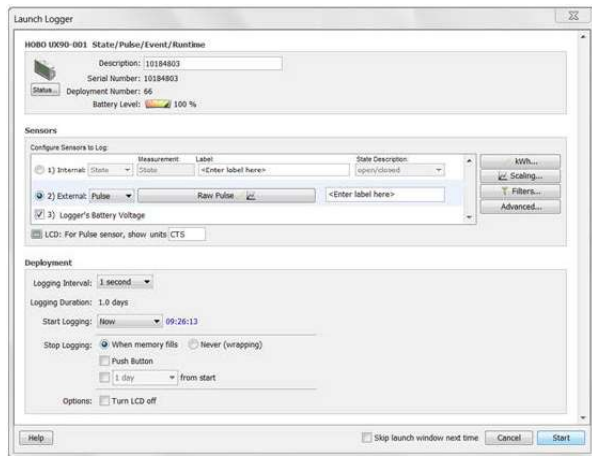 Launch Logger
HOBO UX90-001 State/Pulse/Event/Runtime
Description: 10184803
Serial Number: 10184803
Status... Deployment Number: 66
Battery Level: 100 %
Sensors
Configure Sensors to Log:
Measurement Label State Description
1) Internal: State State <Enter label here> open/closed
kWh...
Scaling...
2) External: Pulse Raw Pulse <Enter label here>
Filters...
Advanced...
3) Logger's Battery Voltage
LCD: For Pulse sensor, show units CTS
Deployment
Logging Interval: 1 second
Logging Duration: 1.0 days
Start Logging: Now 09:26:13
Stop Logging: When memory fills Never (wrapping)
Push Button
1 day from start
Options: Turn LCD off
Help Skip launch window next time Cancel Start